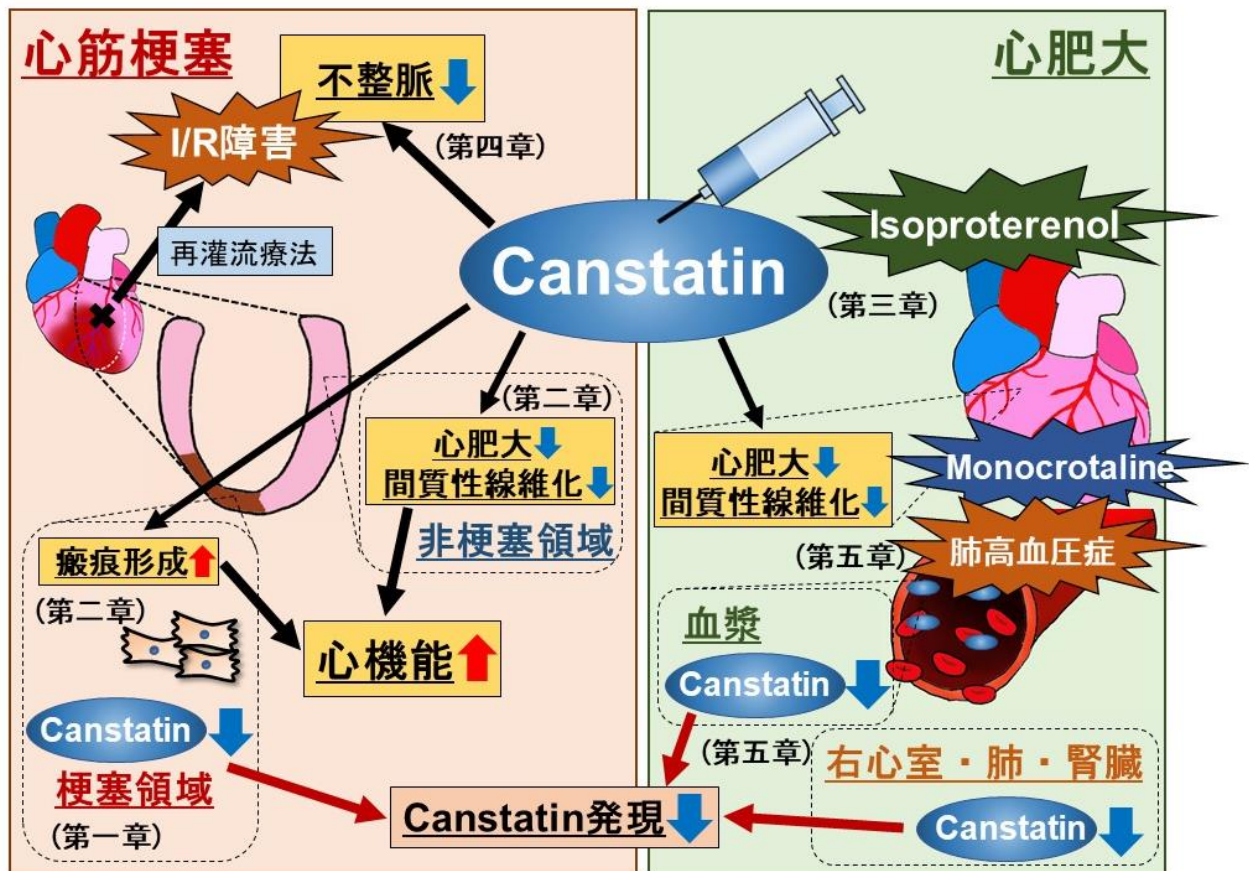 心筋梗塞
不整脈
I/R障害
(第四章)
再灌流療法
Canstatin
(第二章)
心肥大
間質性線維化
非梗塞領域
瘢痕形成
(第二章)
心機能
Canstatin
梗塞領域
(第一章)
Canstatin発現
心肥大
Isoproterenol
(第三章)
心肥大
間質性線維化
Monocrotaline
(第五章)
肺高血圧症
血漿
Canstatin
(第五章)
右心室・肺・腎臓
Canstatin